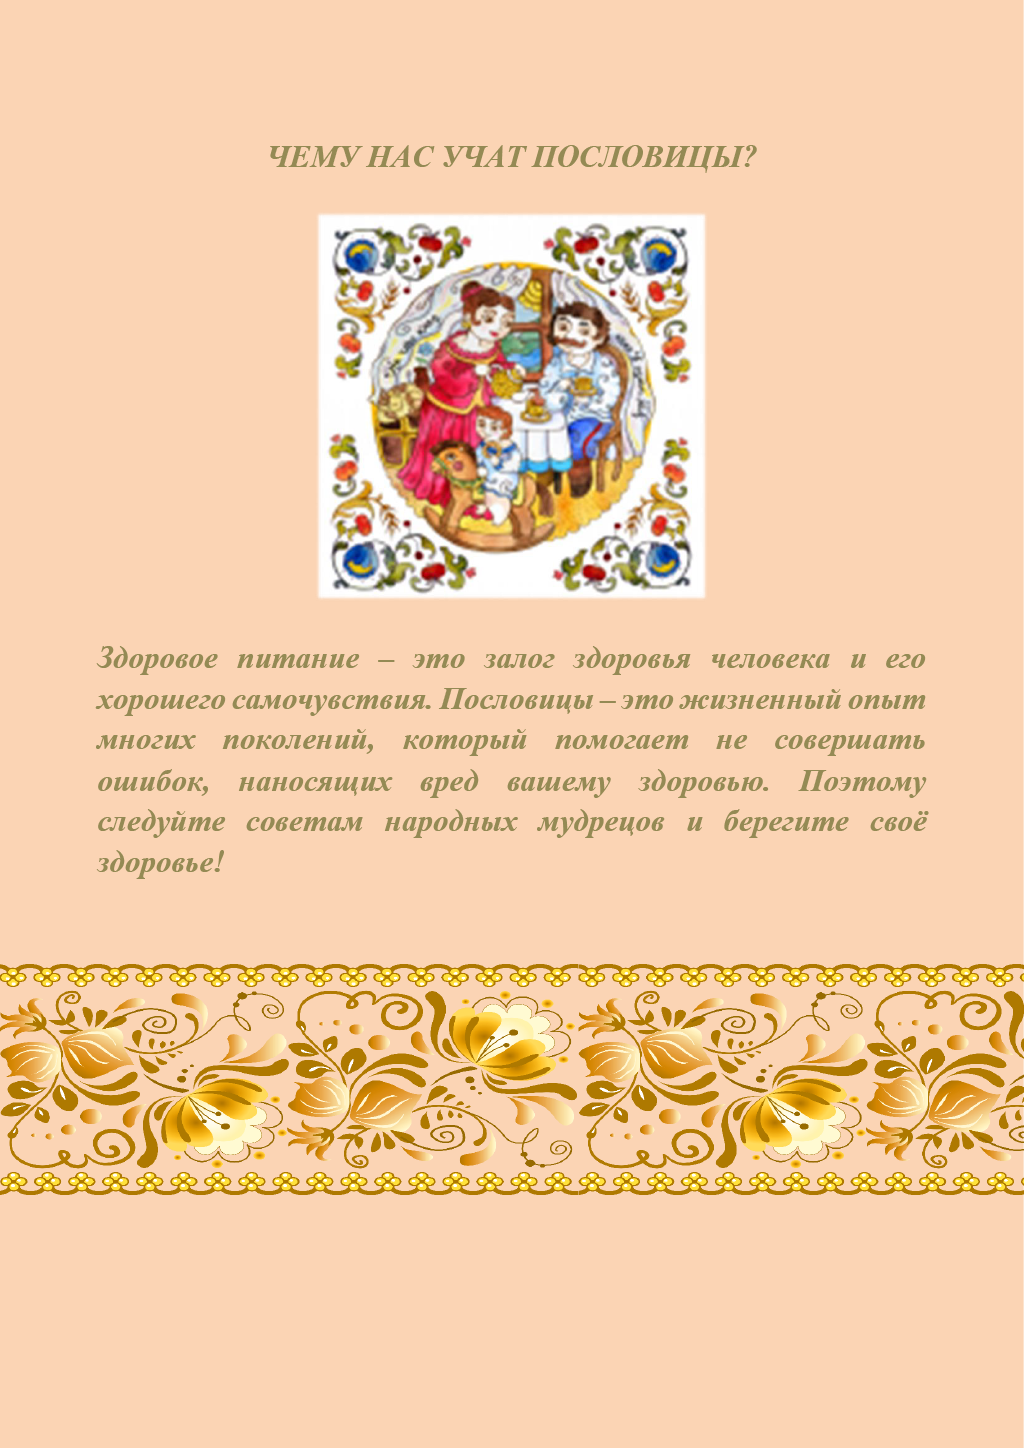 ЧЕМУ НАС УЧАТ ПОСЛОВИЦЫ?
Здоровое питание – это залог здоровья человека и его
хорошего самочувствия. Пословицы – это жизненный опыт
многих поколений, который помогает не совершать
ошибок, наносящих вред вашему здоровью. Поэтому
следуйте советам народных мудрецов и берегите своё
здоровье!